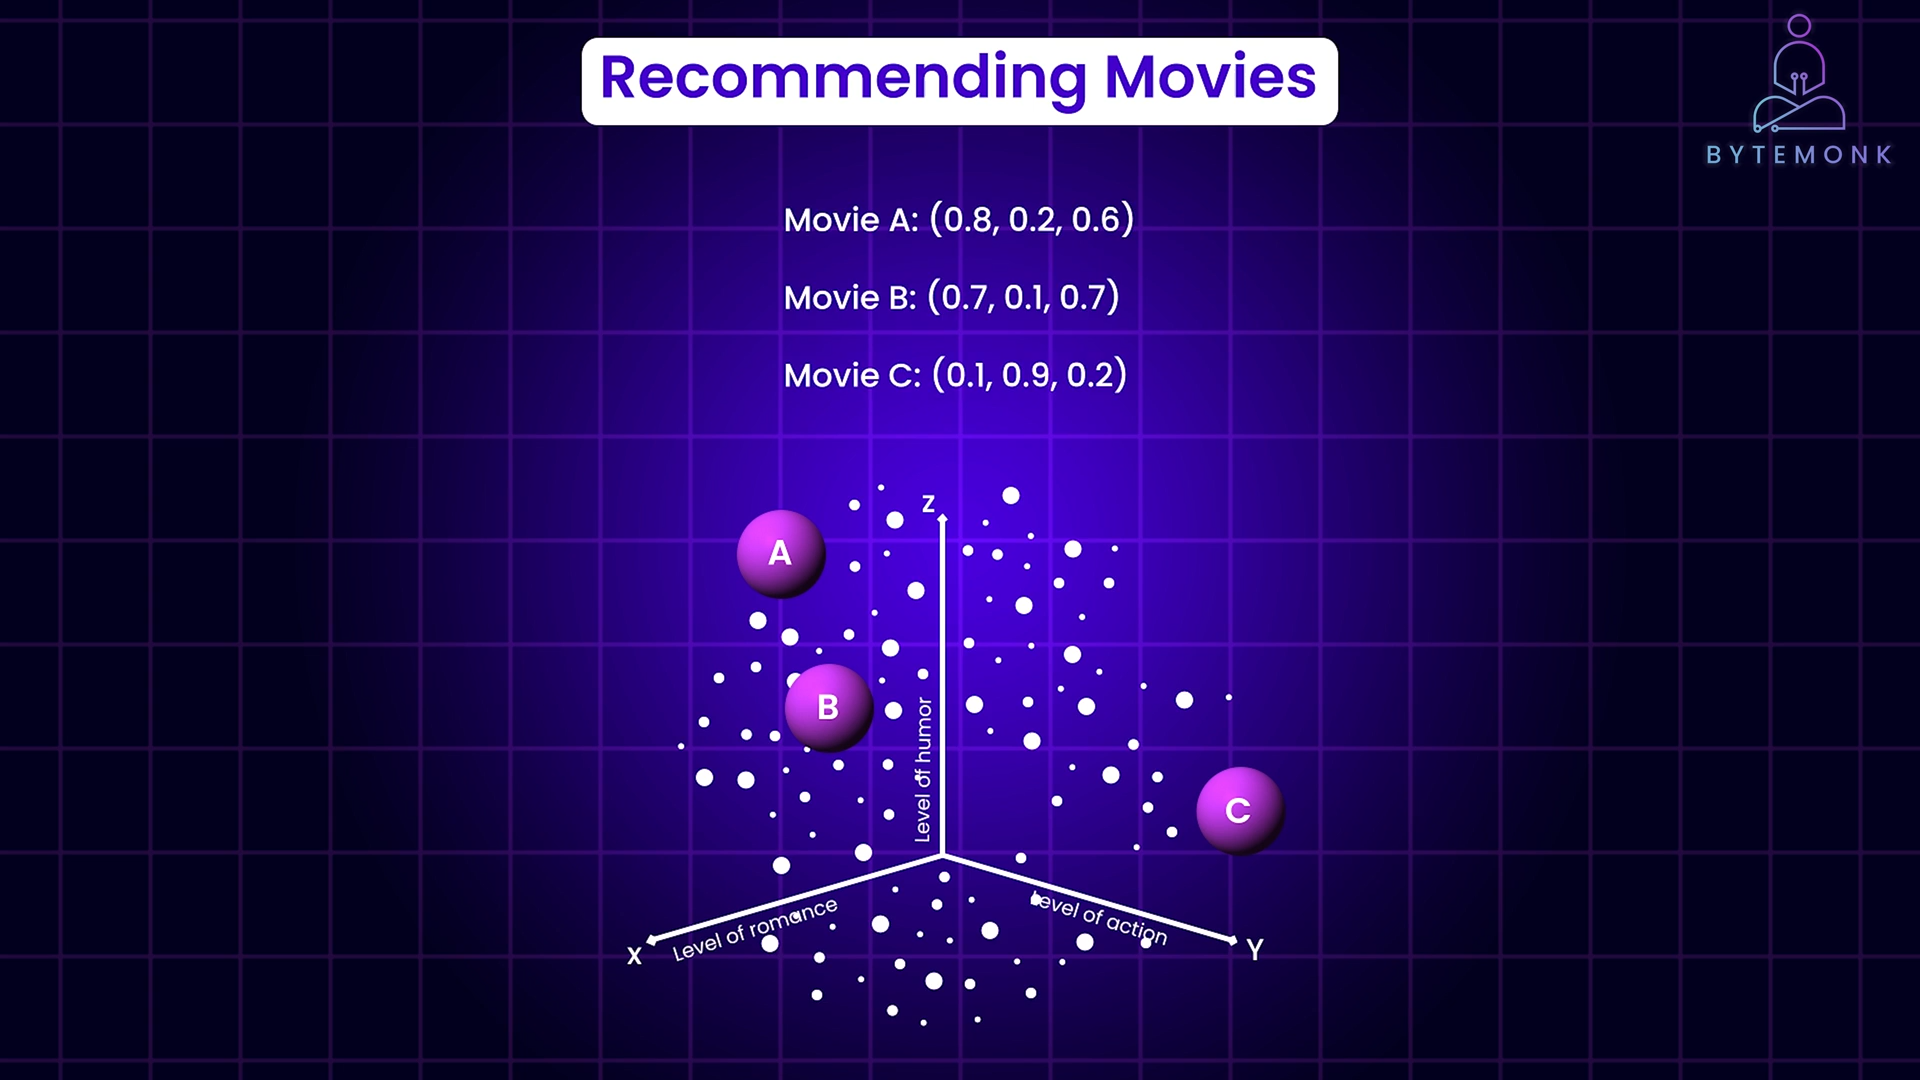 Recommending Movies
BYTEMONK
Movie A: (0.8, 0.2, 0.6)
Movie B: (0.7, 0.1, 0.7)
Movie C: (0.1, 0.9, 0.2)
Z
A
B
Level of humor
C
Level of romance
Level of action
X
Y